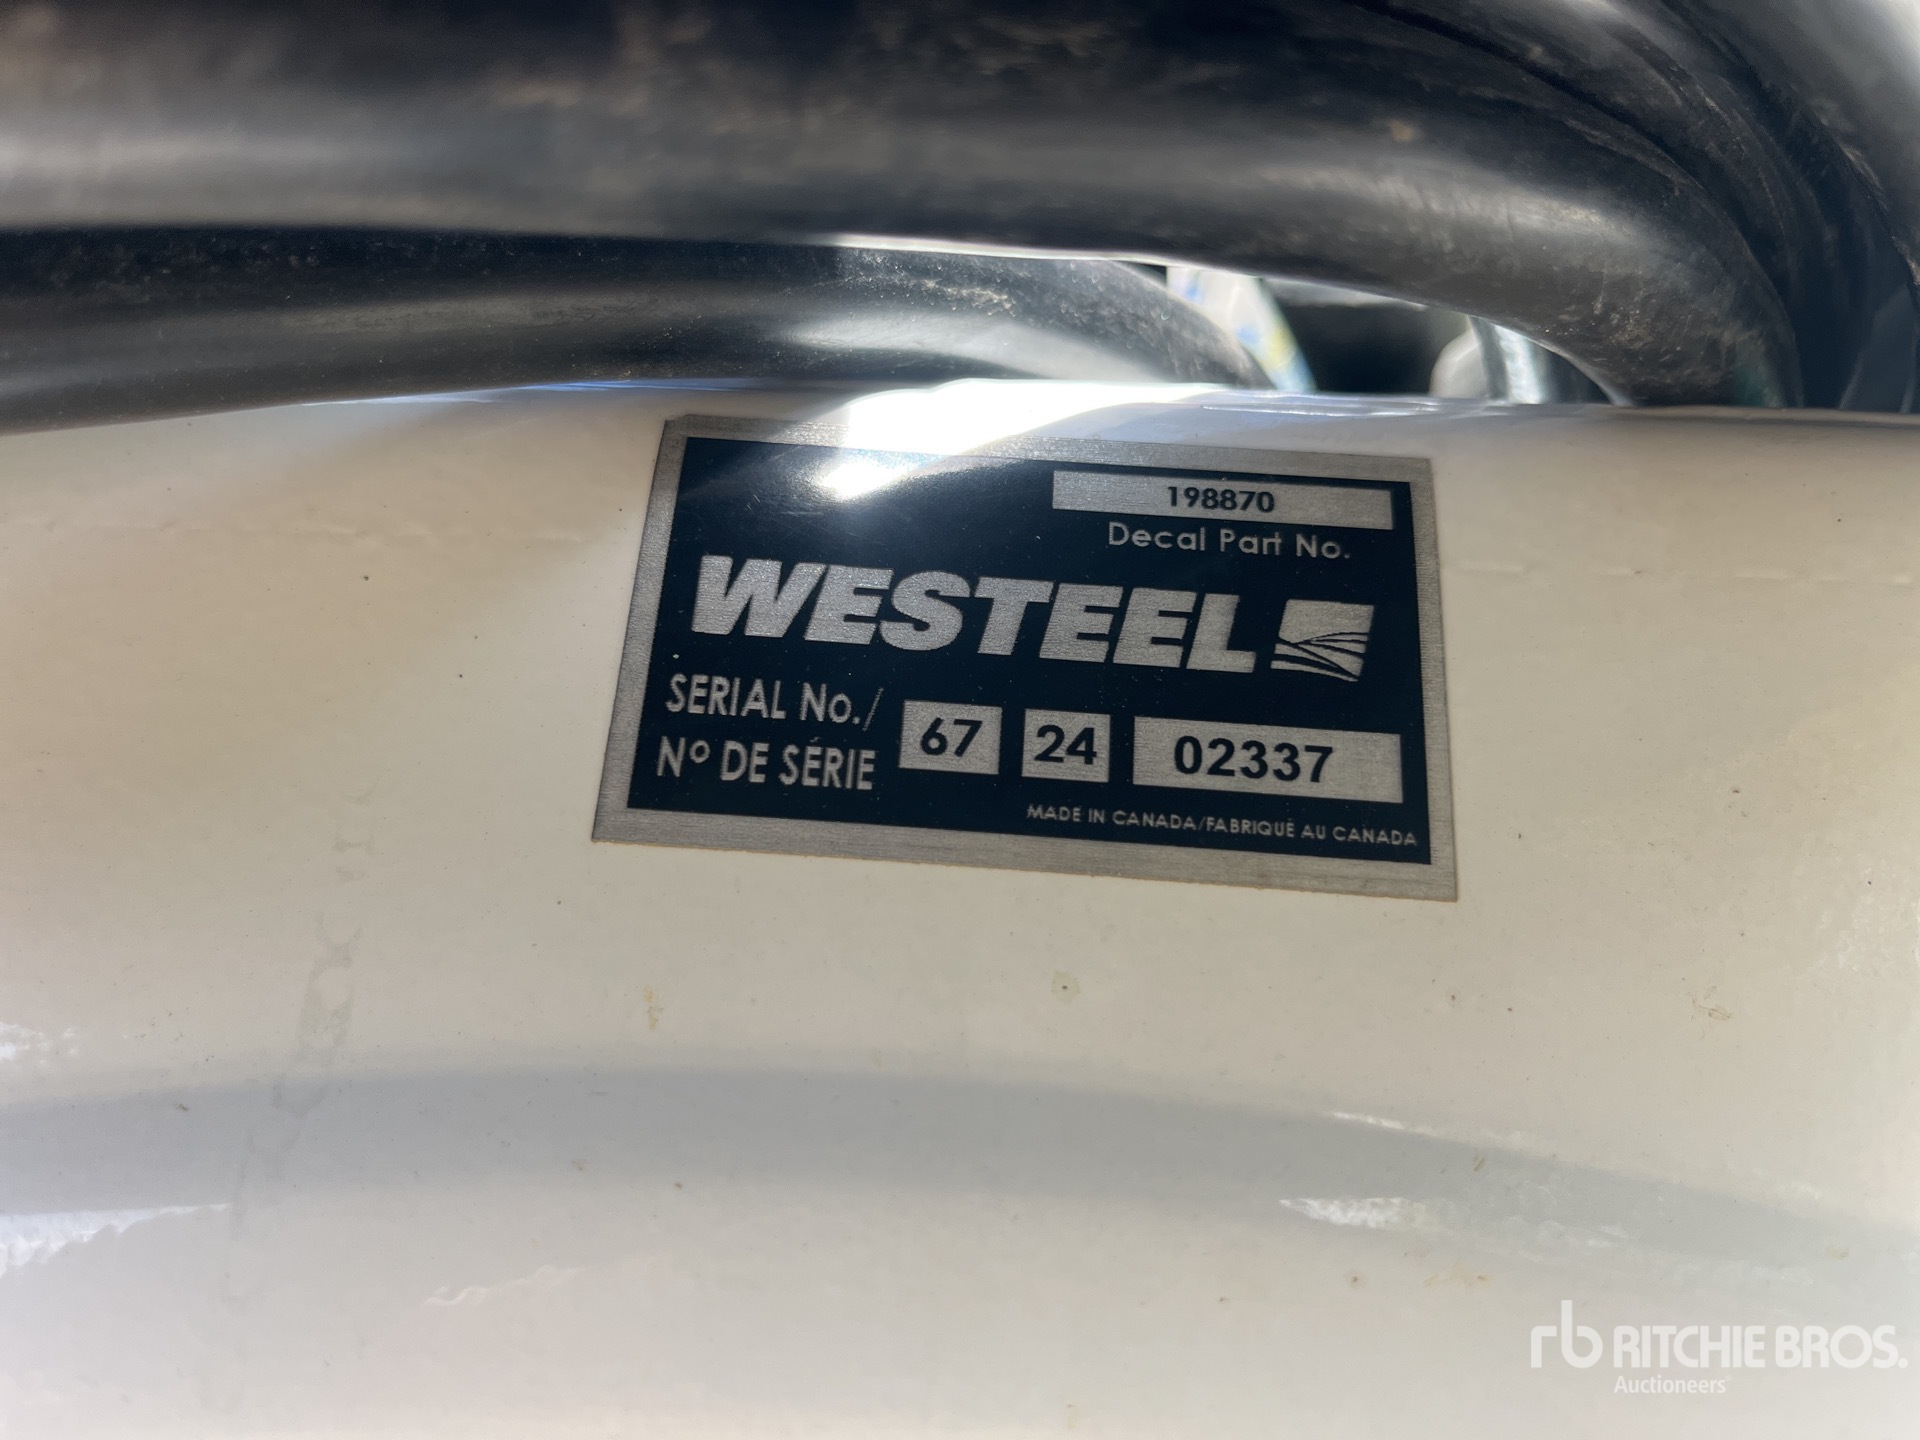 198870
Decal Part No.
WESTEEL
SERIAL No./
Nº DE SÉRIE
67 24 02337
MADE IN CANADA/FABRIQUÉ AU CANADA
rb RITCHIE BROS.
Auctioneers